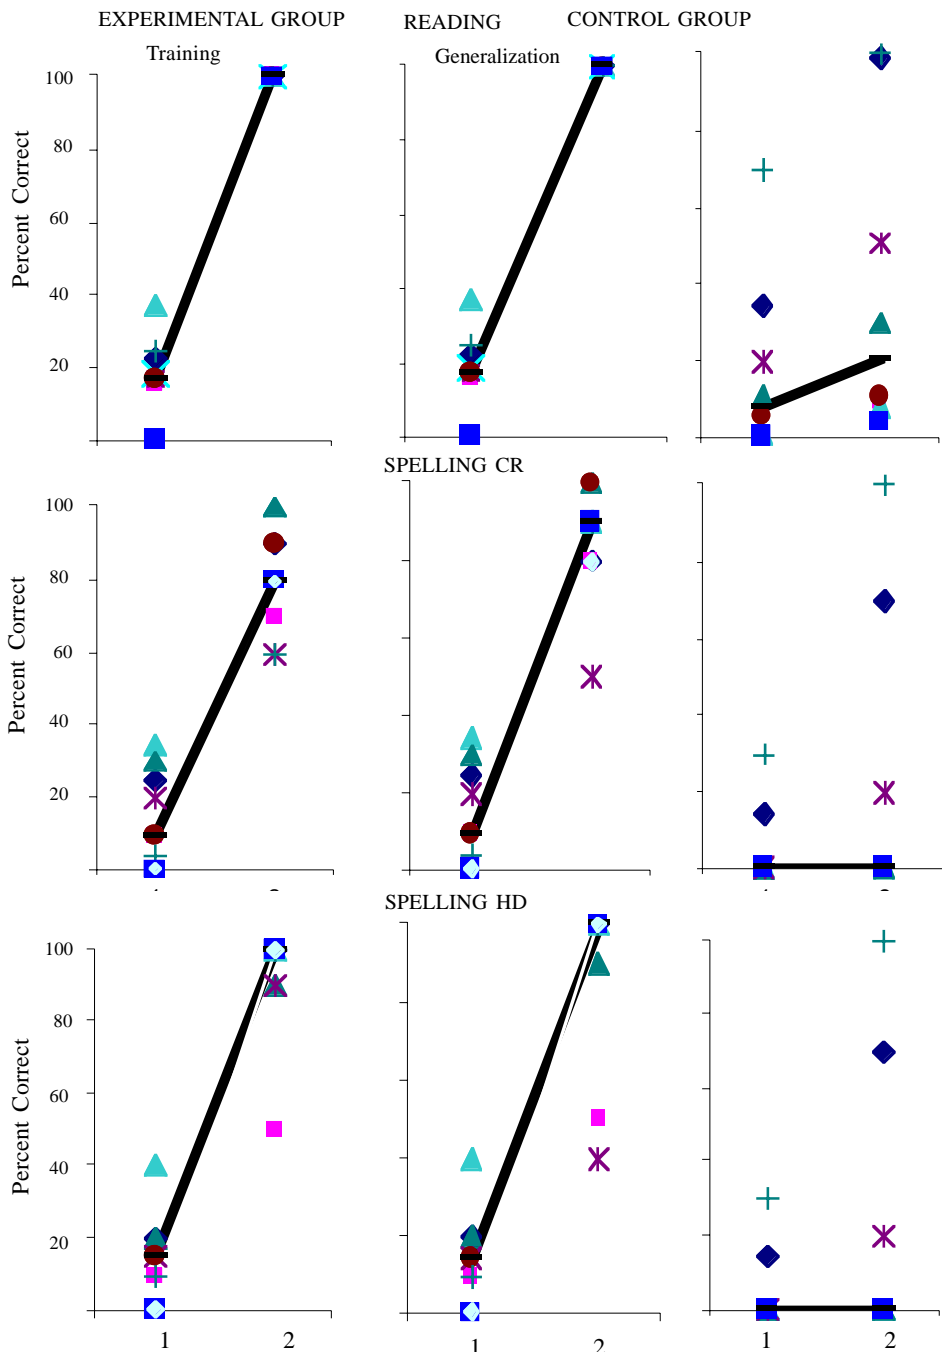 EXPERIMENTAL GROUP READING CONTROL GROUP
Training Generalization
Percent Correct
100
80
60
40
20
SPELLING CR
Percent Correct
100
80
60
40
20
SPELLING HD
Percent Correct
100
80
60
40
20
1 2 1 2 1 2